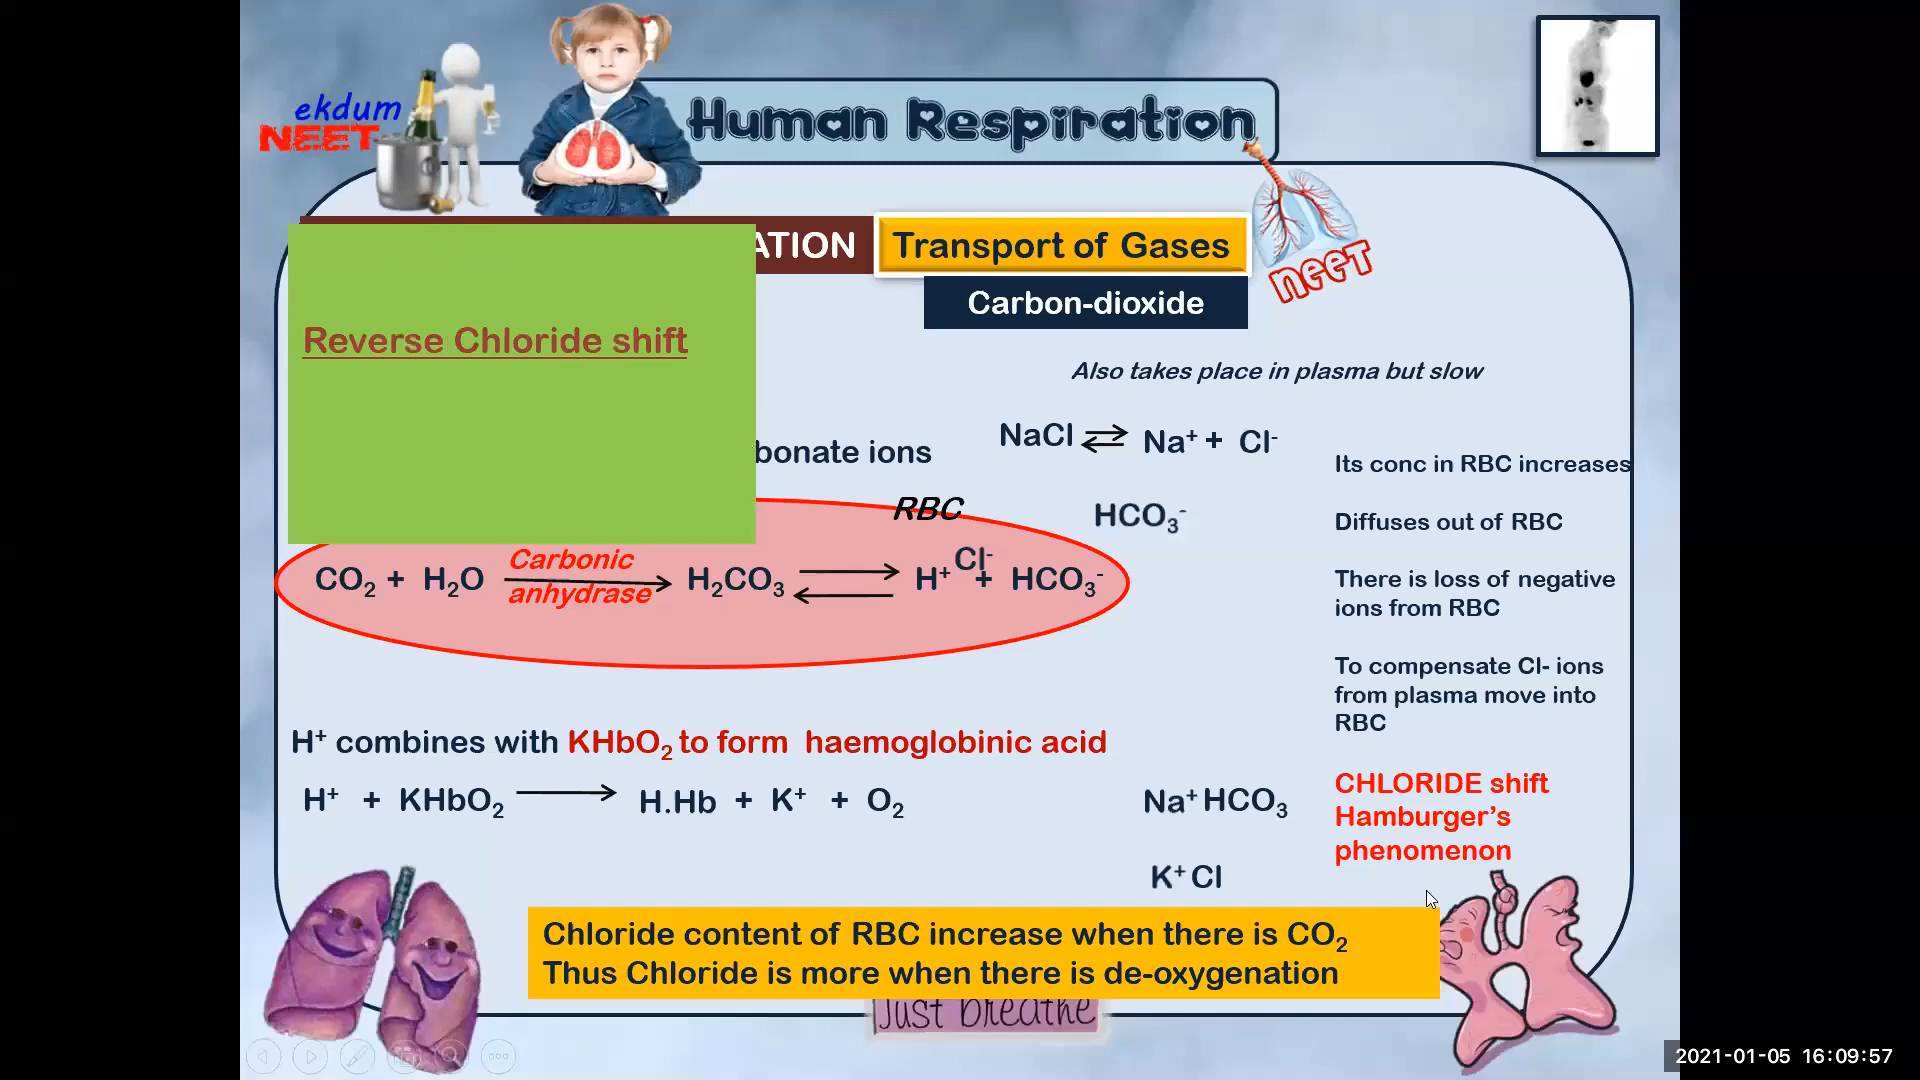 ekdum
NEET
Human Respiration
ATION
Transport of Gases
NEET
Carbon-dioxide
Reverse Chloride shift
Also takes place in plasma but slow
NaCl ⇌ Na⁺ + Cl⁻
bonate ions
Its conc in RBC increases
RBC
HCO₃⁻
Diffuses out of RBC
Carbonic
Cl⁻
CO₂ + H₂O → H₂CO₃ ⇌ H⁺ + HCO₃⁻
anhydrase
There is loss of negative
ions from RBC
To compensate Cl- ions
from plasma move into
RBC
H⁺ combines with KHbO₂ to form haemoglobinic acid
H⁺ + KHbO₂ → H.Hb + K⁺ + O₂
Na⁺ HCO₃
CHLORIDE shift
Hamburger’s
phenomenon
K⁺ Cl
Chloride content of RBC increase when there is CO₂
Thus Chloride is more when there is de-oxygenation
Just breathe
2021-01-05 16:09:57